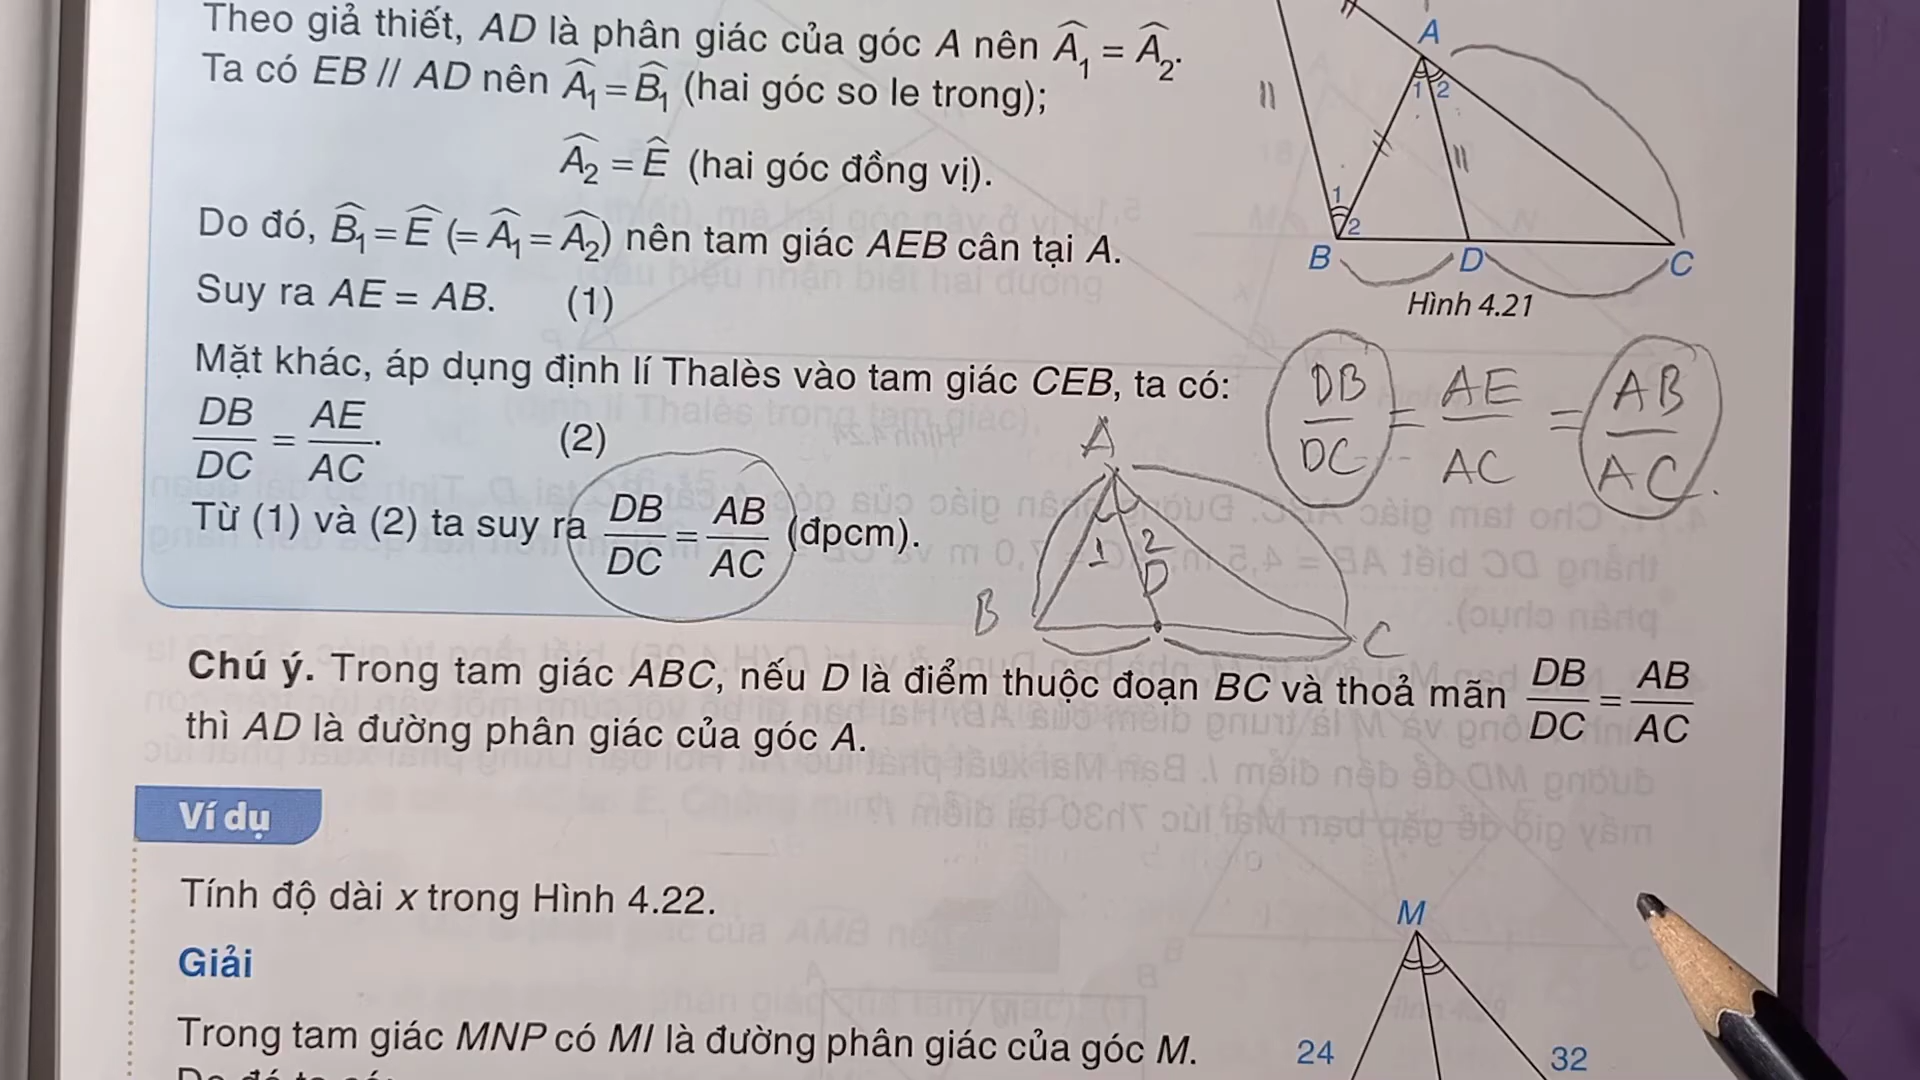 Theo giả thiết, AD là phân giác của góc A nên Â₁ = Â₂.
Ta có EB // AD nên Â₁ = B̂₁ (hai góc so le trong);
Â₂ = Ê (hai góc đồng vị).
Do đó, B̂₁ = Ê (= Â₁ = Â₂) nên tam giác AEB cân tại A.
Suy ra AE = AB. (1)
Mặt khác, áp dụng định lí Thalès vào tam giác CEB, ta có:
DB/DC = AE/AC. (2)
Từ (1) và (2) ta suy ra DB/DC = AB/AC (đpcm).
A
1 2
1
2
B D C
Hình 4.21
DB/DC = AE/AC = AB/AC.
A
1 2
D
B C
Chú ý. Trong tam giác ABC, nếu D là điểm thuộc đoạn BC và thoả mãn DB/DC = AB/AC
thì AD là đường phân giác của góc A.
Ví dụ
Tính độ dài x trong Hình 4.22.
Giải
Trong tam giác MNP có MI là đường phân giác của góc M.
M
24 32